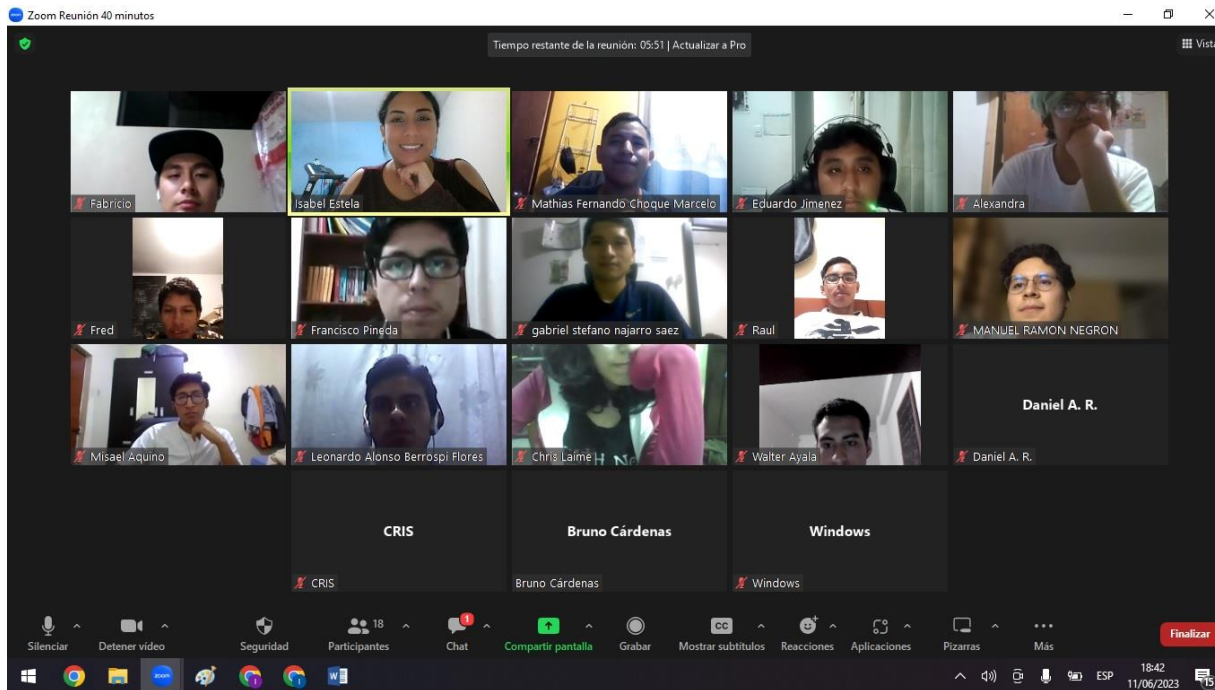 zoom Zoom Reunión 40 minutos
Tiempo restante de la reunión: 05:51 | Actualizar a Pro
Vista
Fabricio
Isabel Estela
Mathias Fernando Choque Marcelo
Eduardo Jimenez
Alexandra
Fred
Francisco Pineda
gabriel stefano najarro saez
Raul
MANUEL RAMON NEGRON
Misael Aquino
Leonardo Alonso Berrospi Flores
Chris Laime
Walter Ayala
Daniel A. R.
Daniel A. R.
CRIS
Bruno Cárdenas
Windows
CRIS
Bruno Cárdenas
Windows
18
1
CC
Silenciar
Detener vídeo
Seguridad
Participantes
Chat
Compartir pantalla
Grabar
Mostrar subtítulos
Reacciones
Aplicaciones
Pizarras
Más
Finalizar
zoom
ESP
18:42
11/06/2023
15